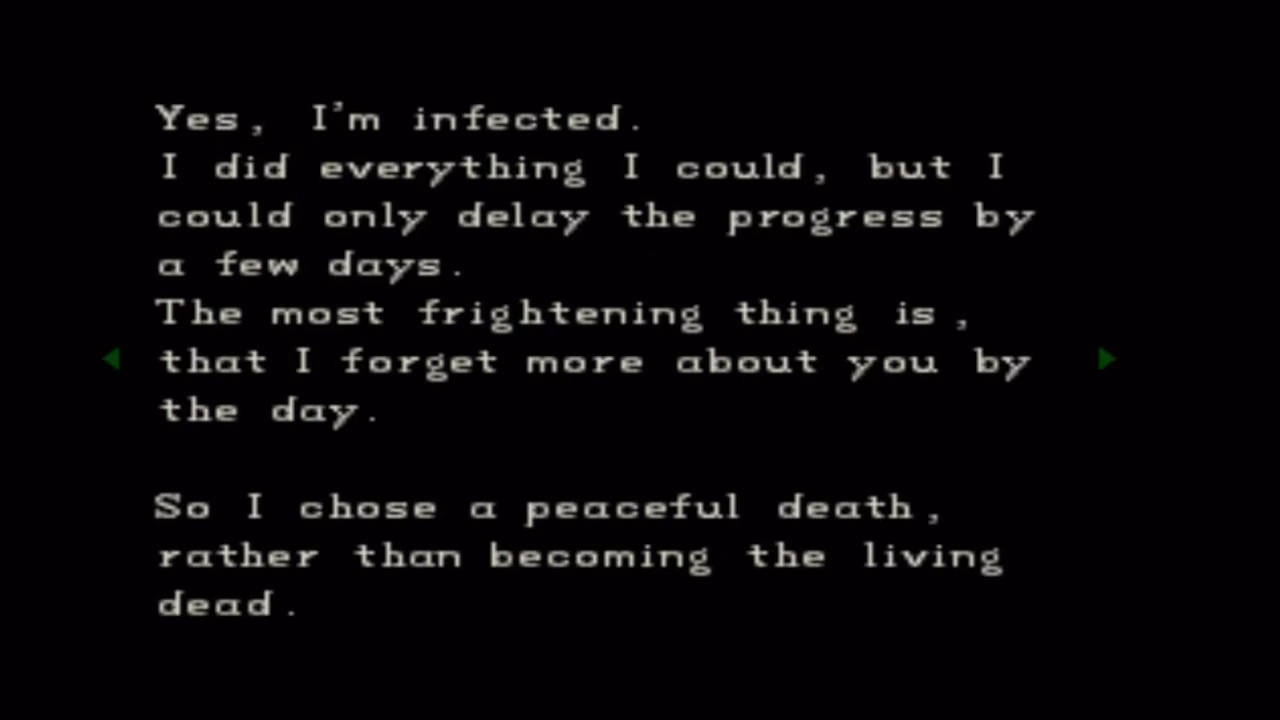 Yes, I'm infected.
I did everything I could, but I
could only delay the progress by
a few days.
The most frightening thing is,
that I forget more about you by
the day.
So I chose a peaceful death,
rather than becoming the living
dead.